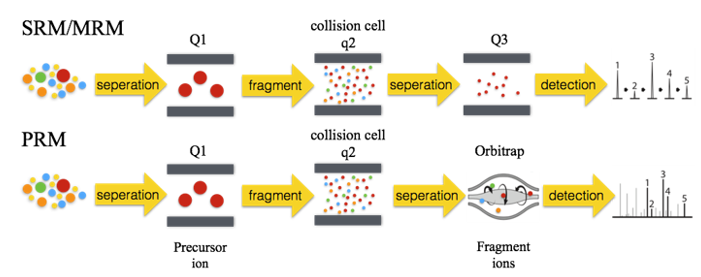 SRM/MRM
Q1
collision cell
q2
Q3
seperation
fragment
seperation
detection
1
2
3
4
5
PRM
Q1
collision cell
q2
Orbitrap
seperation
fragment
seperation
detection
1
2
3
4
5
Precursor
ion
Fragment
ions